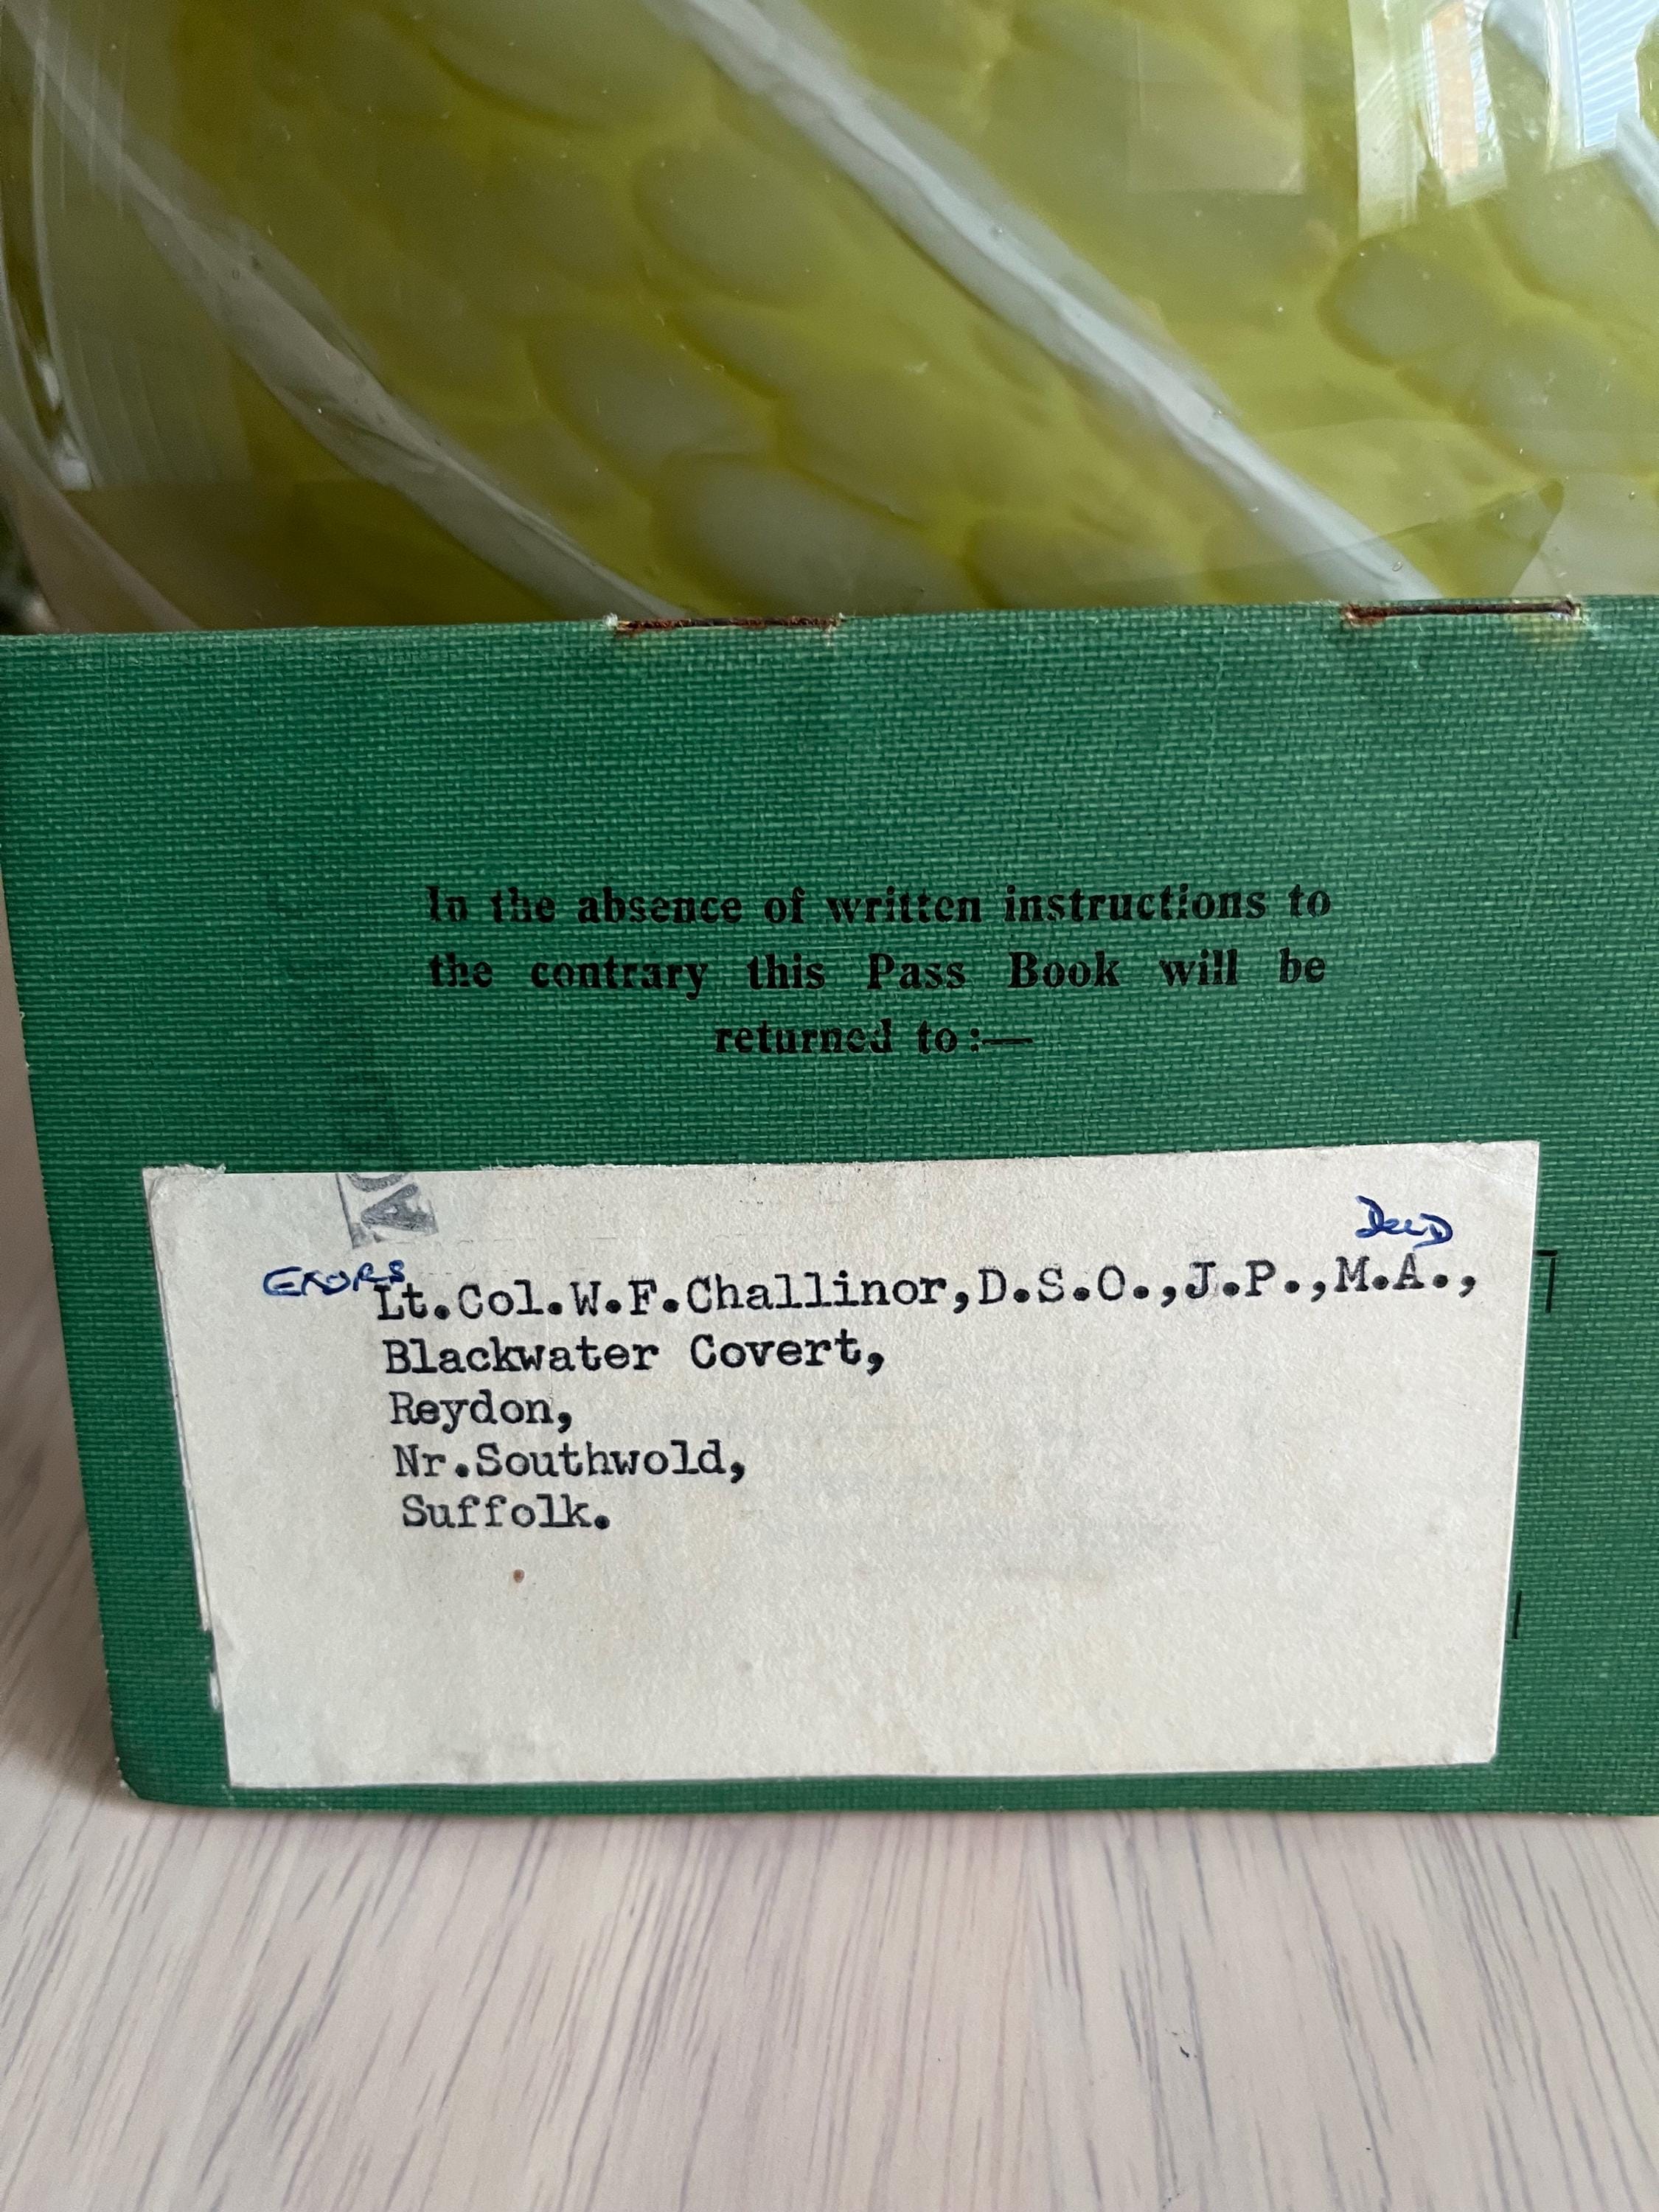 In the absence of written instructions to
the contrary this Pass Book will be
returned to :—
AC
Decd
Exors Lt.Col.W.F.Challinor,D.S.O.,J.P.,M.A.,
Blackwater Covert,
Reydon,
Nr.Southwold,
Suffolk.